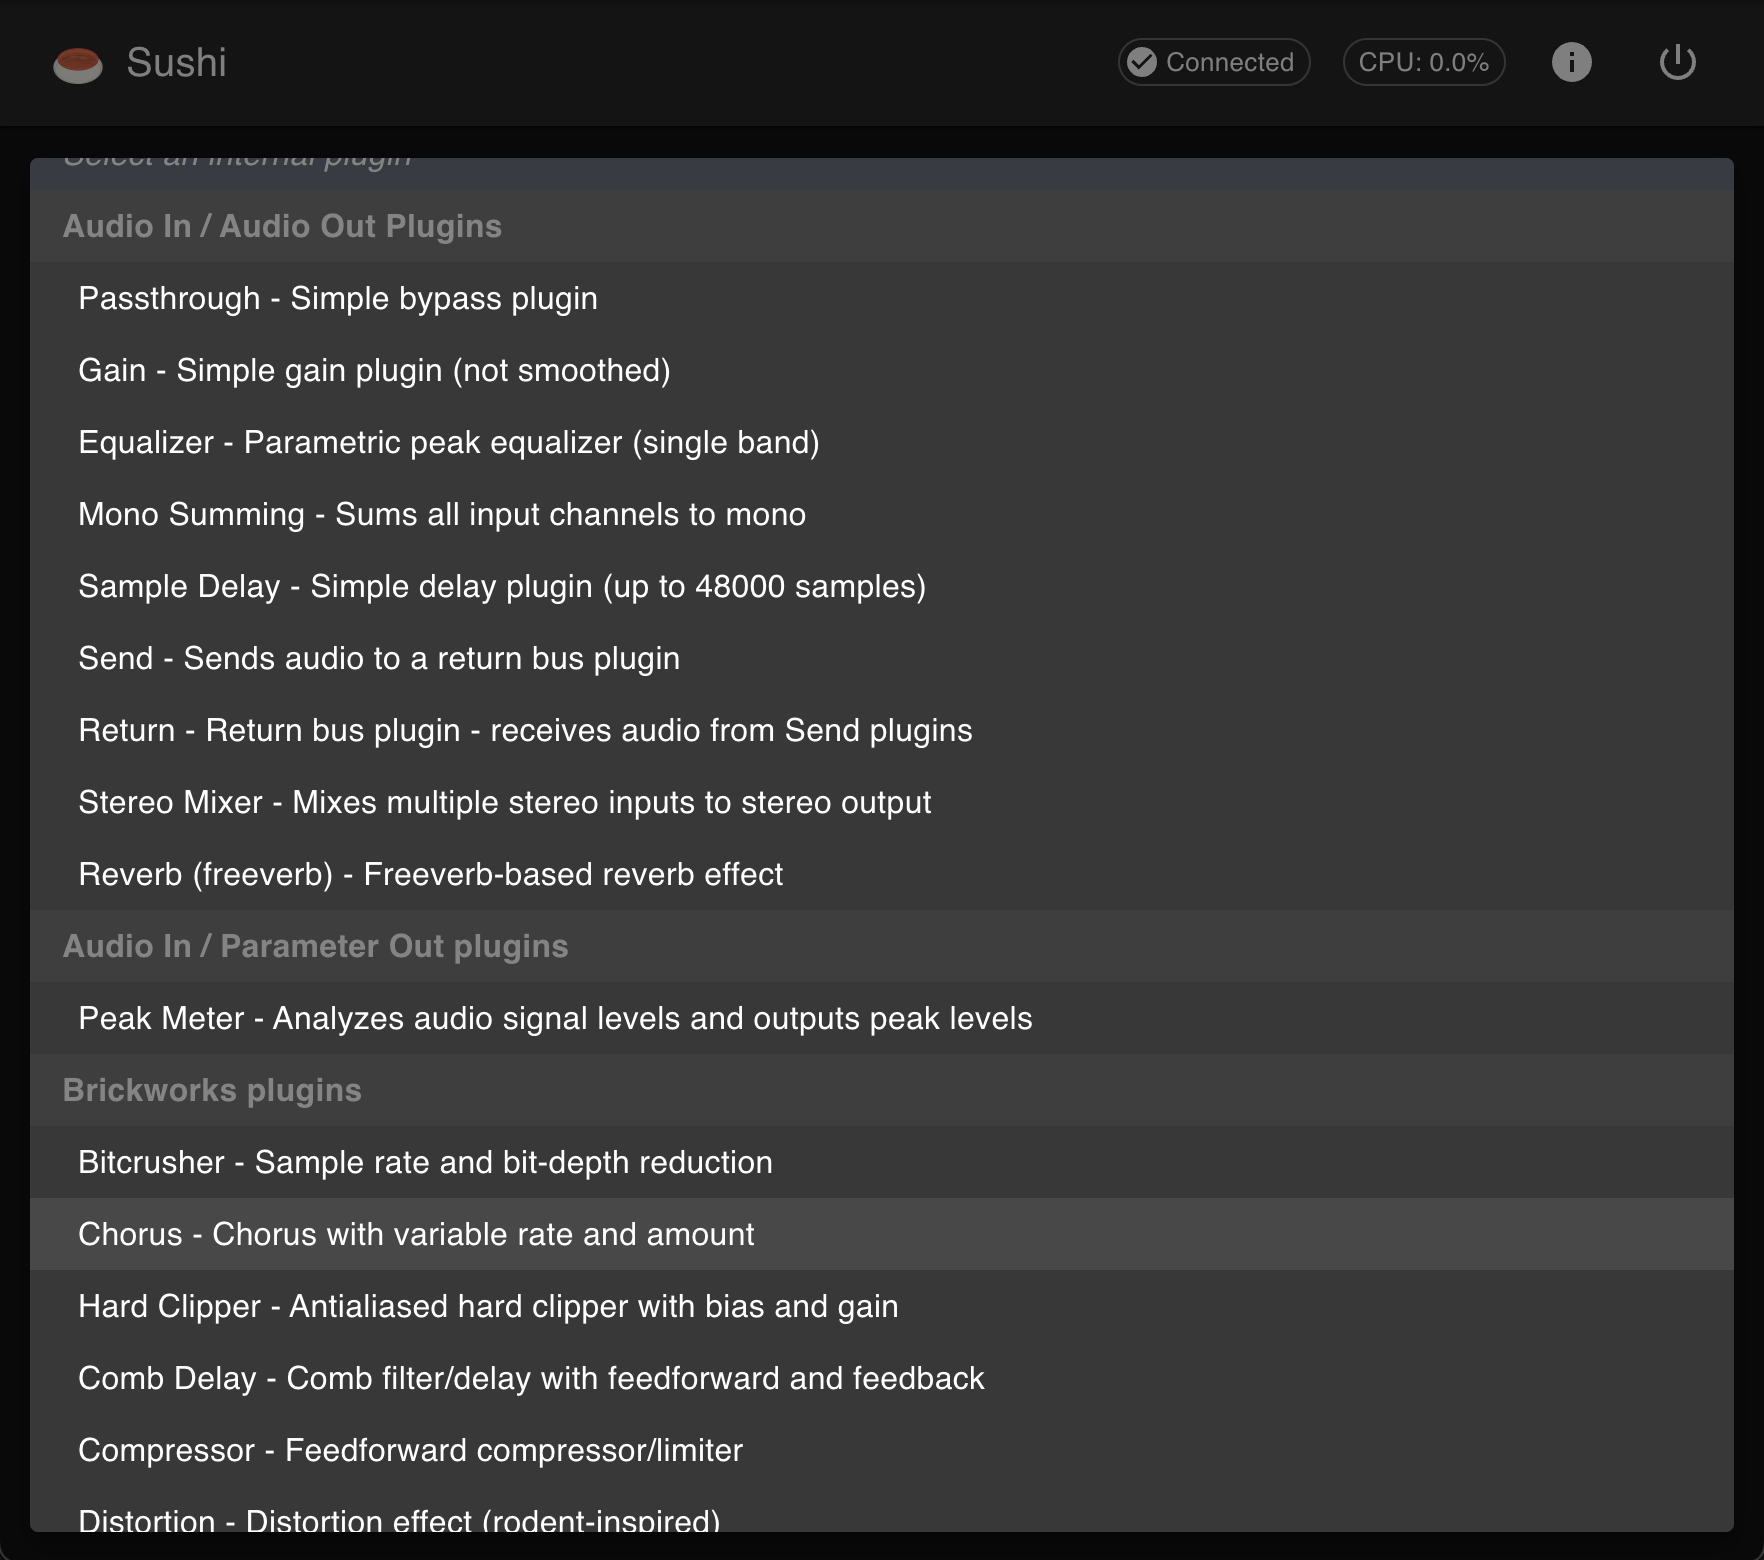 Sushi
Connected
CPU: 0.0%
Select an internal plugin
Audio In / Audio Out Plugins
Passthrough - Simple bypass plugin
Gain - Simple gain plugin (not smoothed)
Equalizer - Parametric peak equalizer (single band)
Mono Summing - Sums all input channels to mono
Sample Delay - Simple delay plugin (up to 48000 samples)
Send - Sends audio to a return bus plugin
Return - Return bus plugin - receives audio from Send plugins
Stereo Mixer - Mixes multiple stereo inputs to stereo output
Reverb (freeverb) - Freeverb-based reverb effect
Audio In / Parameter Out plugins
Peak Meter - Analyzes audio signal levels and outputs peak levels
Brickworks plugins
Bitcrusher - Sample rate and bit-depth reduction
Chorus - Chorus with variable rate and amount
Hard Clipper - Antialiased hard clipper with bias and gain
Comb Delay - Comb filter/delay with feedforward and feedback
Compressor - Feedforward compressor/limiter
Distortion - Distortion effect (rodent-inspired)